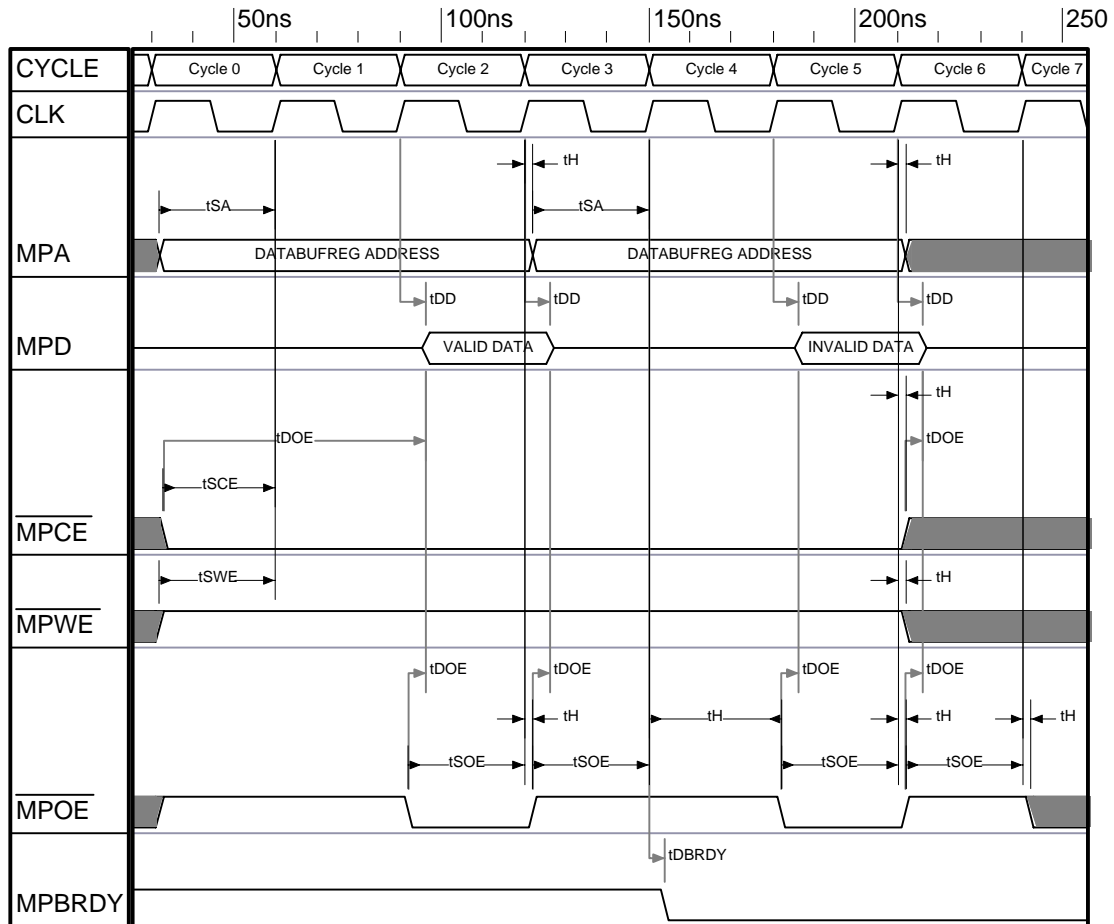 50ns 100ns 150ns 200ns 250
CYCLE Cycle 0 Cycle 1 Cycle 2 Cycle 3 Cycle 4 Cycle 5 Cycle 6 Cycle 7
CLK
tH tH
tSA tSA
MPA DATABUFREG ADDRESS DATABUFREG ADDRESS
tDD tDD tDD tDD
MPD VALID DATA INVALID DATA
tH
tDOE tDOE
tSCE
MPCE
tSWE tH
MPWE
tDOE tDOE tDOE tDOE
tH tH tH tH
tSOE tSOE tSOE tSOE
MPOE
tDBRDY
MPBRDY